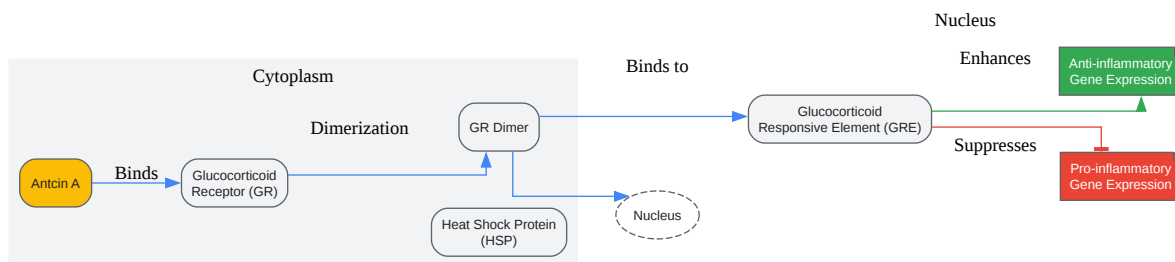 Nucleus
Enhances
Anti-inflammatory
Gene Expression
Cytoplasm
Binds to
Dimerization
GR Dimer
Glucocorticoid
Responsive Element (GRE)
Suppresses
Antcin A
Binds
Glucocorticoid
Receptor (GR)
Pro-inflammatory
Gene Expression
Heat Shock Protein
(HSP)
Nucleus